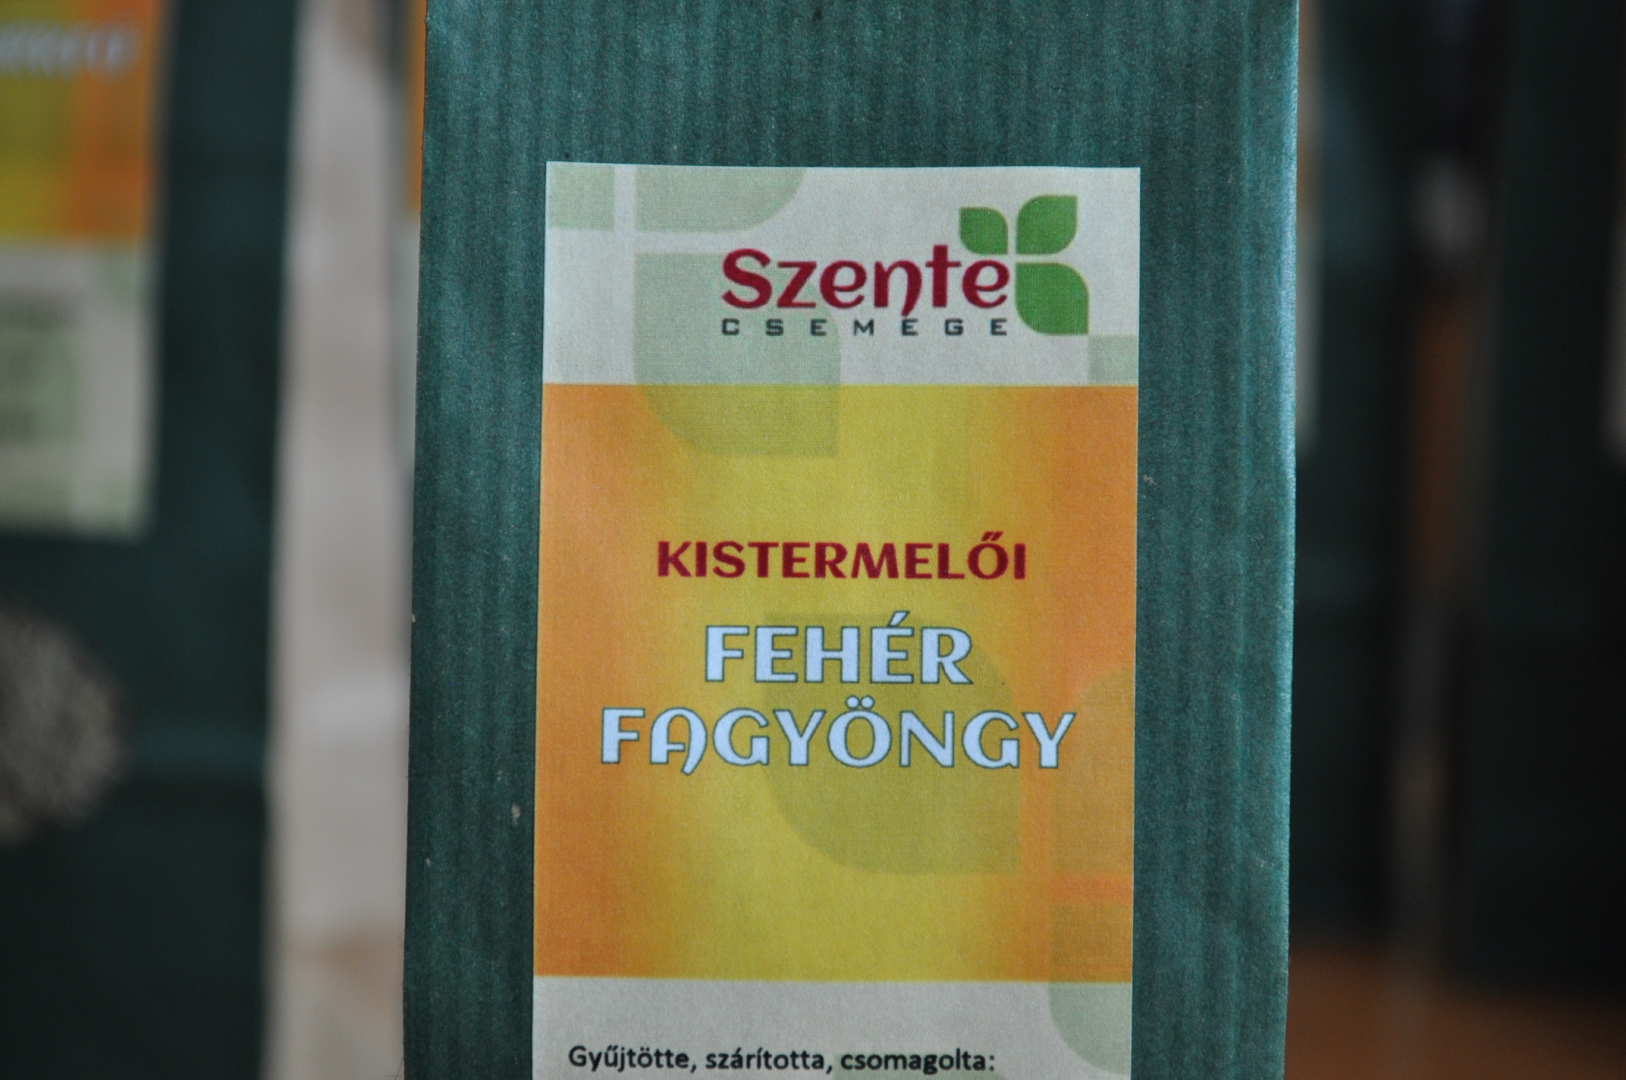 Szente
CSEMEGE
KISTERMELŐI
FEHÉR
FAGYÖNGY
Gyűjtötte, szárította, csomagolta: